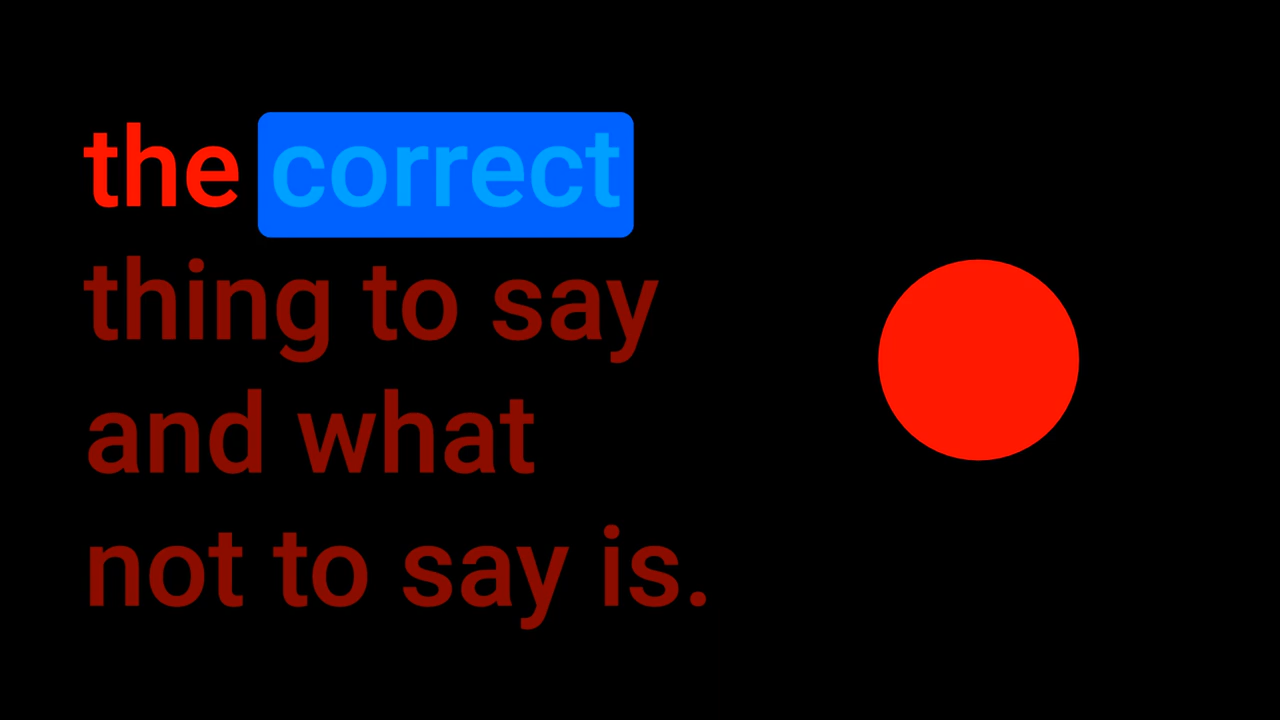 the correct
thing to say
and what
not to say is.